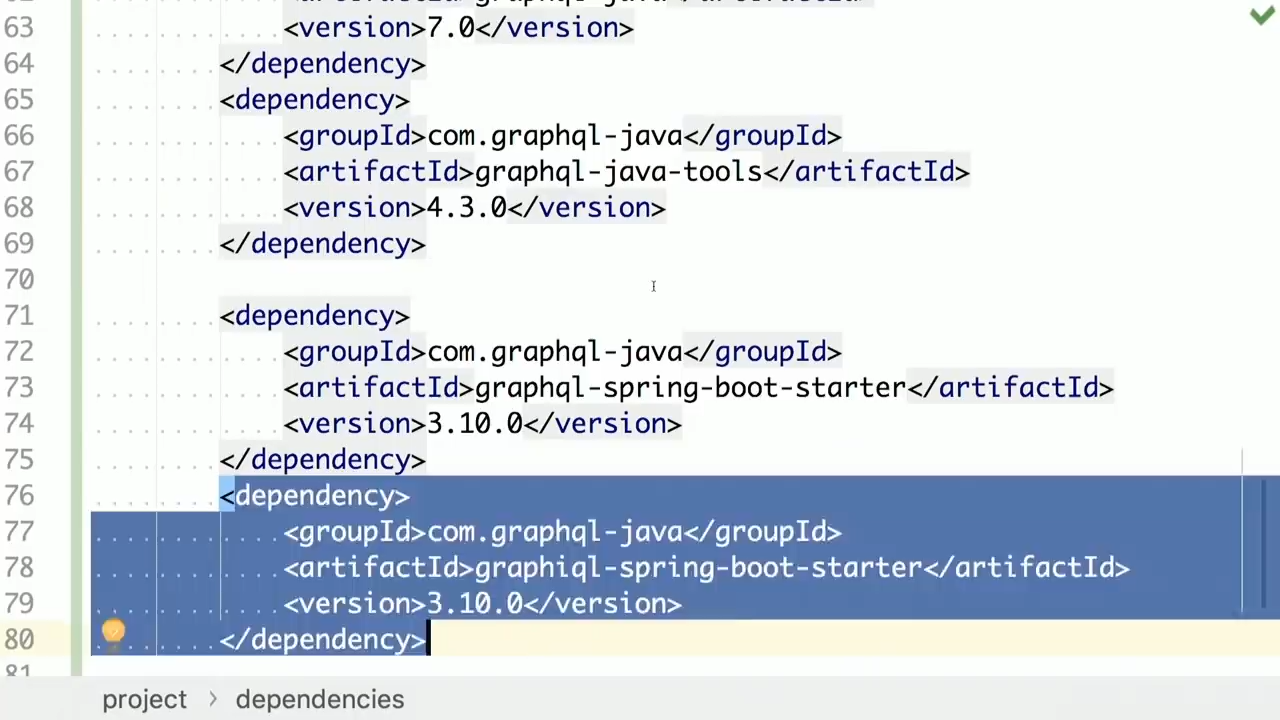 63 <version>7.0</version>
64 </dependency>
65 <dependency>
66 <groupId>com.graphql-java</groupId>
67 <artifactId>graphql-java-tools</artifactId>
68 <version>4.3.0</version>
69 </dependency>
70
71 <dependency>
72 <groupId>com.graphql-java</groupId>
73 <artifactId>graphql-spring-boot-starter</artifactId>
74 <version>3.10.0</version>
75 </dependency>
76 <dependency>
77 <groupId>com.graphql-java</groupId>
78 <artifactId>graphiql-spring-boot-starter</artifactId>
79 <version>3.10.0</version>
80 </dependency>
81
project > dependencies